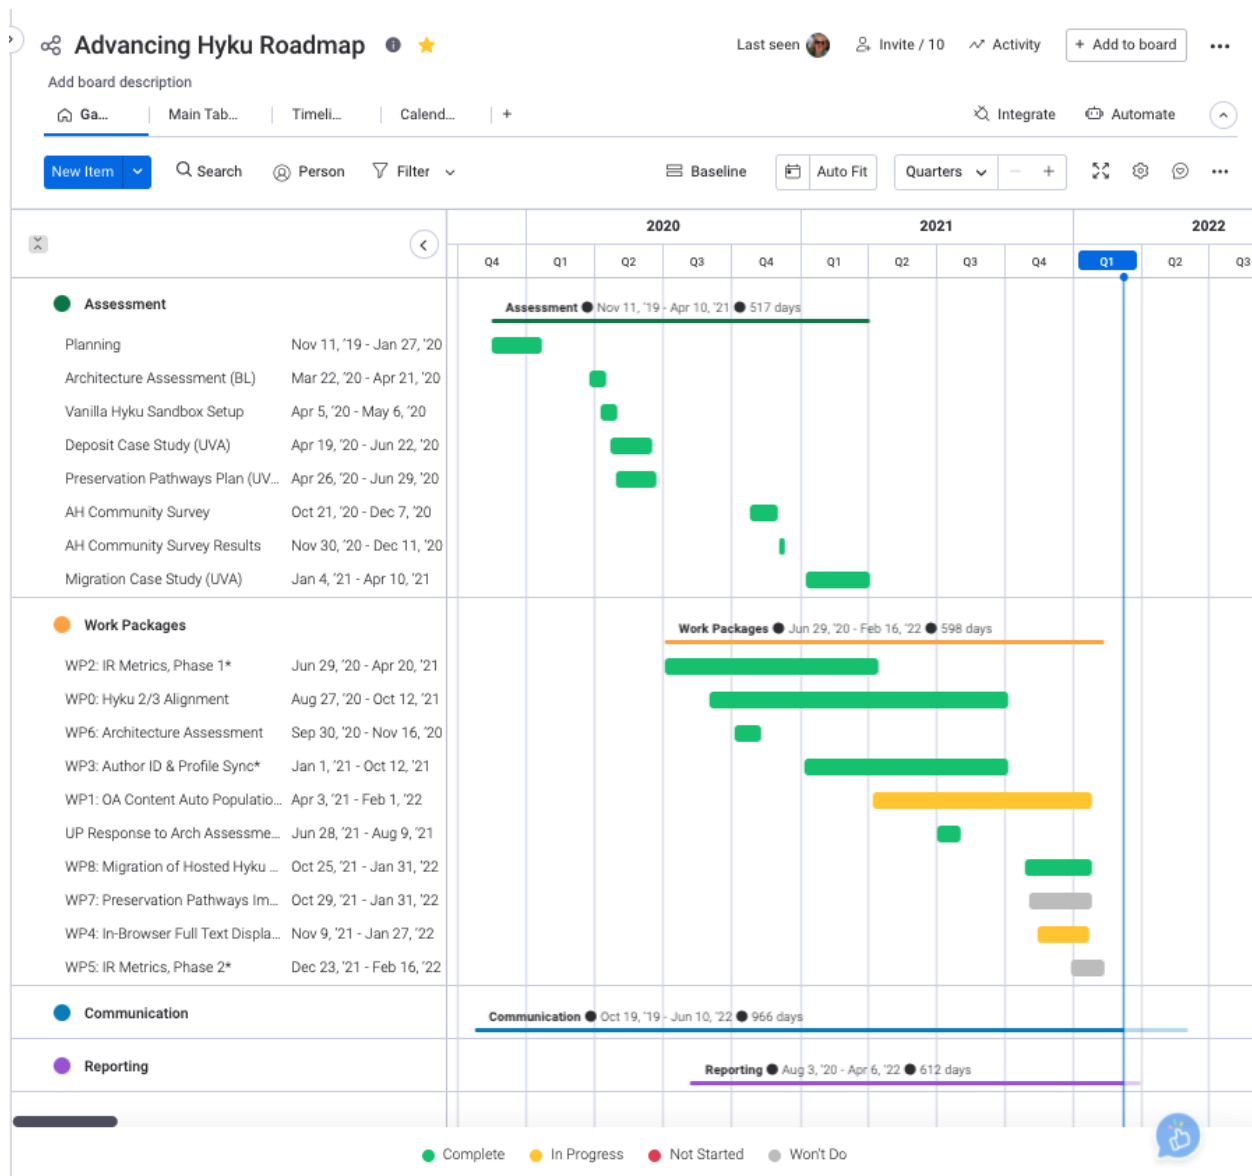 Advancing Hyku Roadmap
Last seen Invite / 10 Activity + Add to board
Add board description
Ga... Main Tab... Timeli... Calend... + Integrate Automate
New Item Search Person Filter Baseline Auto Fit Quarters − +
2020 2021 2022
Q4 Q1 Q2 Q3 Q4 Q1 Q2 Q3 Q4 Q1 Q2 Q3
Assessment
Assessment ● Nov 11, '19 - Apr 10, '21 ● 517 days
Planning Nov 11, '19 - Jan 27, '20
Architecture Assessment (BL) Mar 22, '20 - Apr 21, '20
Vanilla Hyku Sandbox Setup Apr 5, '20 - May 6, '20
Deposit Case Study (UVA) Apr 19, '20 - Jun 22, '20
Preservation Pathways Plan (UV... Apr 26, '20 - Jun 29, '20
AH Community Survey Oct 21, '20 - Dec 7, '20
AH Community Survey Results Nov 30, '20 - Dec 11, '20
Migration Case Study (UVA) Jan 4, '21 - Apr 10, '21
Work Packages
Work Packages ● Jun 29, '20 - Feb 16, '22 ● 598 days
WP2: IR Metrics, Phase 1* Jun 29, '20 - Apr 20, '21
WP0: Hyku 2/3 Alignment Aug 27, '20 - Oct 12, '21
WP6: Architecture Assessment Sep 30, '20 - Nov 16, '20
WP3: Author ID & Profile Sync* Jan 1, '21 - Oct 12, '21
WP1: OA Content Auto Populatio... Apr 3, '21 - Feb 1, '22
UP Response to Arch Assessme... Jun 28, '21 - Aug 9, '21
WP8: Migration of Hosted Hyku ... Oct 25, '21 - Jan 31, '22
WP7: Preservation Pathways Im... Oct 29, '21 - Jan 31, '22
WP4: In-Browser Full Text Displa... Nov 9, '21 - Jan 27, '22
WP5: IR Metrics, Phase 2* Dec 23, '21 - Feb 16, '22
Communication
Communication ● Oct 19, '19 - Jun 10, '22 ● 966 days
Reporting
Reporting ● Aug 3, '20 - Apr 6, '22 ● 612 days
Complete In Progress Not Started Won't Do